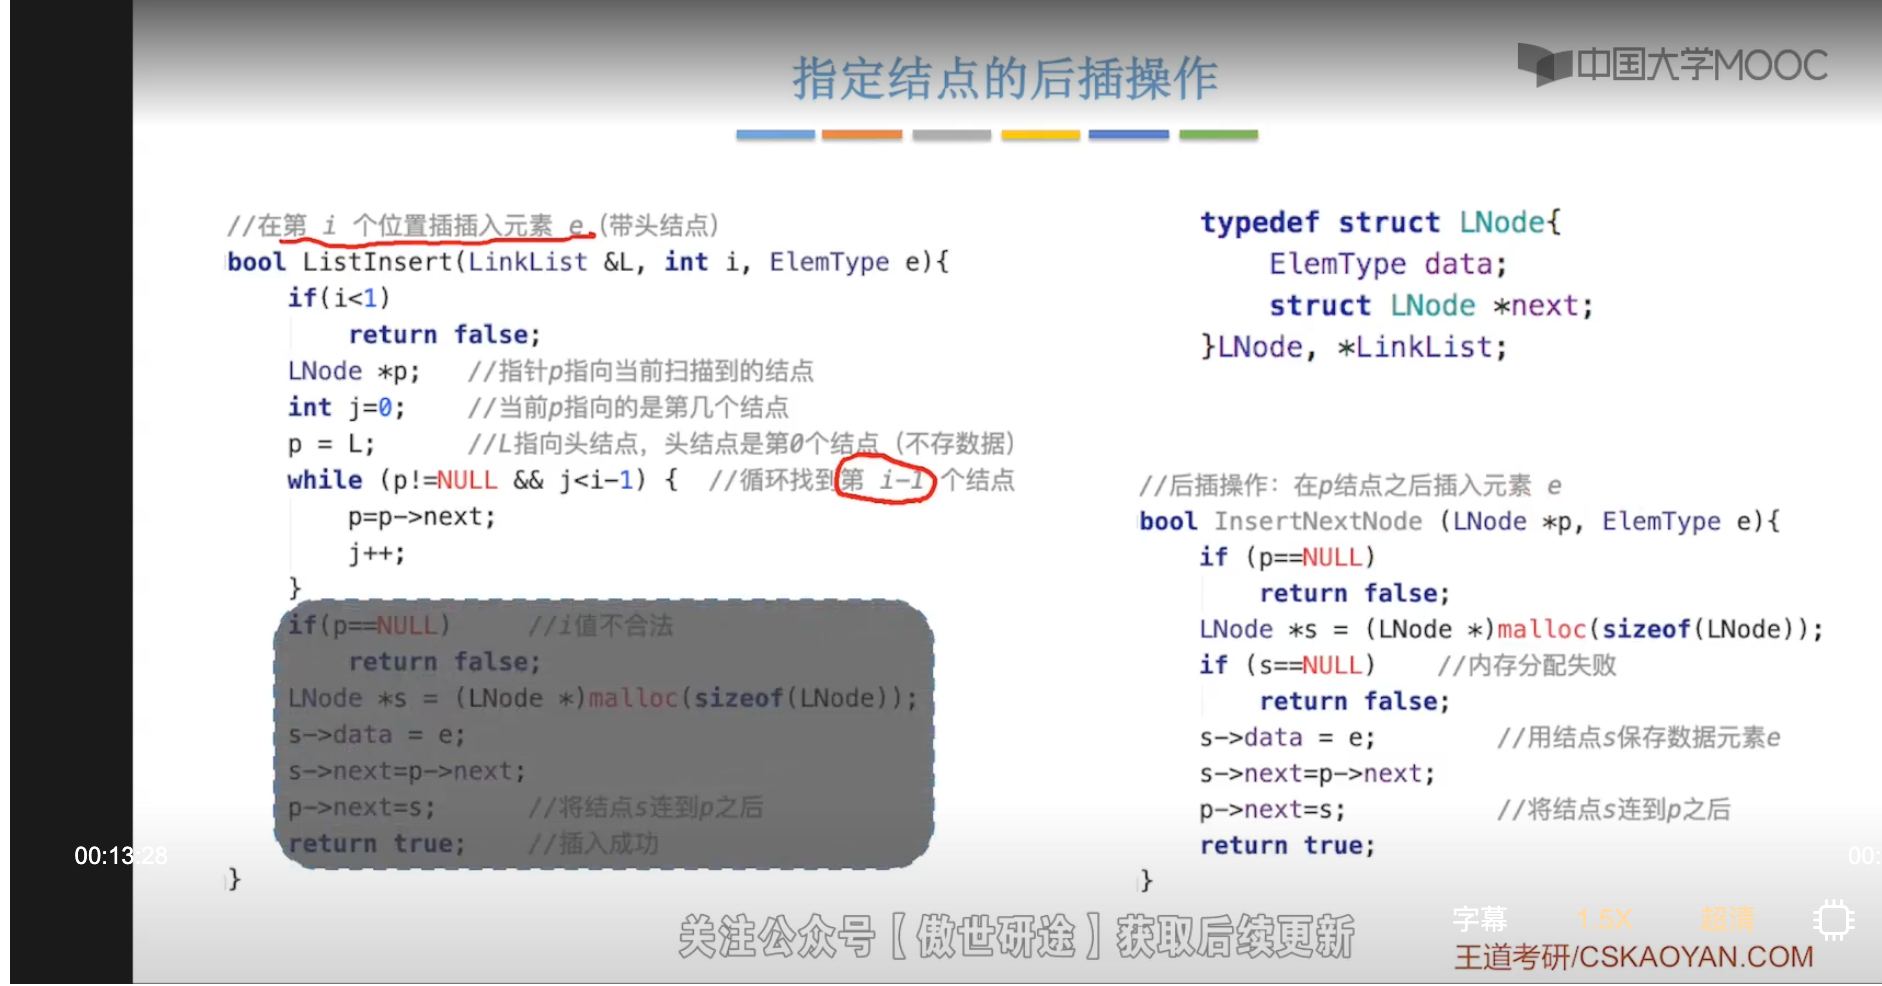 中国大学MOOC
指定结点的后插操作
//在第 i 个位置插插入元素 e (带头结点)
bool ListInsert(LinkList &L, int i, ElemType e){
if(i<1)
return false;
LNode *p; //指针p指向当前扫描到的结点
int j=0; //当前p指向的是第几个结点
p = L; //L指向头结点，头结点是第0个结点（不存数据）
while (p!=NULL && j<i-1) { //循环找到第 i-1 个结点
p=p->next;
j++;
}
if(p==NULL) //i值不合法
return false;
LNode *s = (LNode *)malloc(sizeof(LNode));
s->data = e;
s->next=p->next;
p->next=s; //将结点s连到p之后
return true; //插入成功
}
typedef struct LNode{
ElemType data;
struct LNode *next;
}LNode, *LinkList;
//后插操作：在p结点之后插入元素 e
bool InsertNextNode (LNode *p, ElemType e){
if (p==NULL)
return false;
LNode *s = (LNode *)malloc(sizeof(LNode));
if (s==NULL) //内存分配失败
return false;
s->data = e; //用结点s保存数据元素e
s->next=p->next;
p->next=s; //将结点s连到p之后
return true;
}
00:13:28
00:
关注公众号【傲世研途】获取后续更新
字幕 1.5X 超清
王道考研/CSKAOYAN.COM